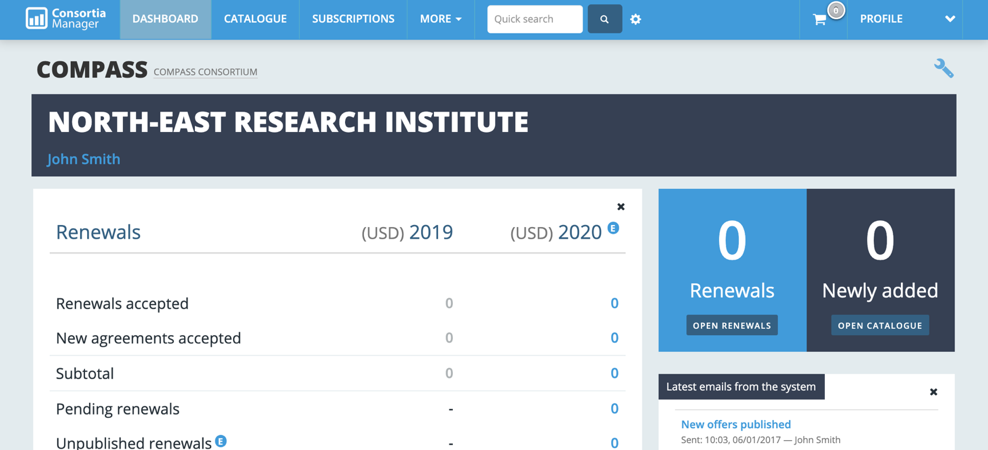 Consortia Manager
DASHBOARD
CATALOGUE
SUBSCRIPTIONS
MORE
Quick search
0
PROFILE
COMPASS COMPASS CONSORTIUM
NORTH-EAST RESEARCH INSTITUTE
John Smith
Renewals (USD) 2019 (USD) 2020 E
Renewals accepted 0 0
New agreements accepted 0 0
Subtotal 0 0
Pending renewals - 0
Unpublished renewals E - 0
0
Renewals
OPEN RENEWALS
0
Newly added
OPEN CATALOGUE
Latest emails from the system
New offers published
Sent: 10:03, 06/01/2017 — John Smith